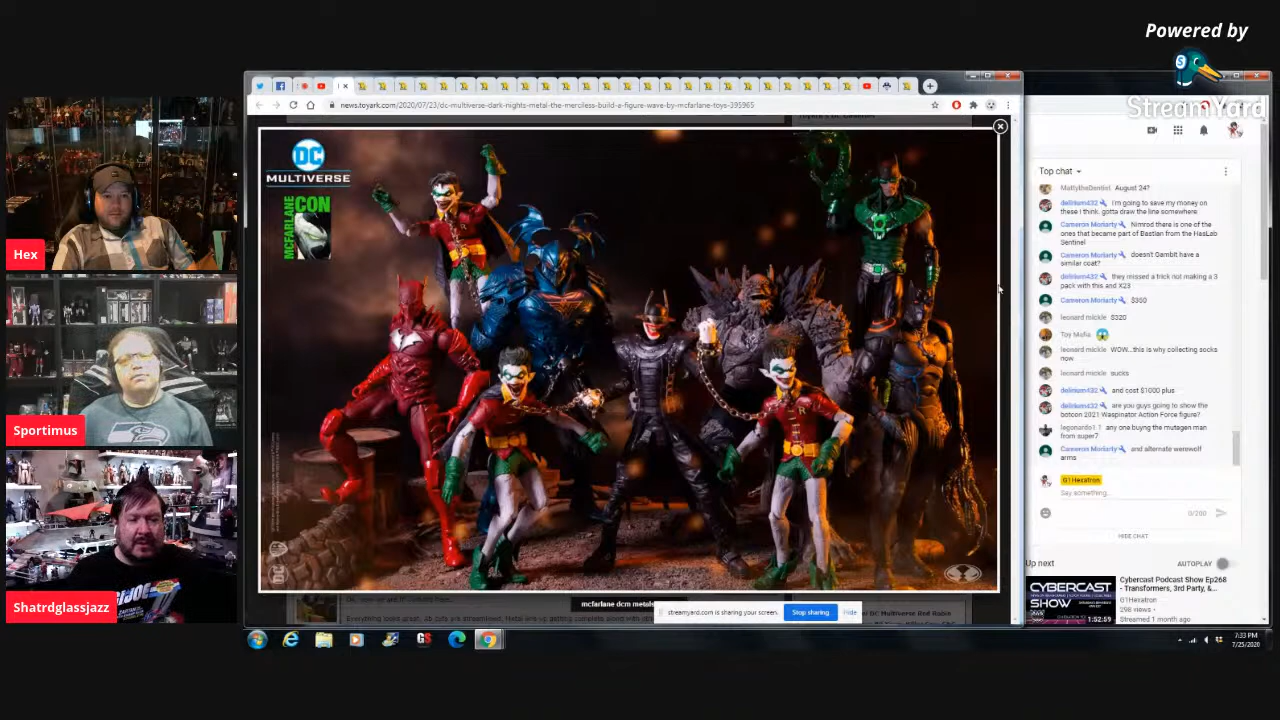 Powered by
StreamYard
news.toyark.com/2020/07/23/dc-multiverse-dark-nights-metal-the-merciless-build-a-figure-wave-by-mcfarlane-toys-395965
DC
MULTIVERSE
McFARLANE
CON
R
DC
Hex
Sportimus
Shatrdglassjazz
G.I.JOE
Top chat
MattytheDentist August 24?
delirium432 I'm going to save my money on
these i think. gotta draw the line somewhere
Cameron Moriarty Nimrod there is one of the
ones that became part of Bastian from the HasLab
Sentinel
Cameron Moriarty doesn't Gambit have a
similar coat?
delirium432 they missed a trick not making a 3
pack with this and X23
Cameron Moriarty $350
leonard mickle $320
Toy Mafia
leonard mickle WOW...this is why collecting socks
now
leonard mickle sucks
delirium432 and cost $1000 plus
delirium432 are you guys going to show the
botcon 2021 Waspinator Action Force figure?
legonardo1 1 any one buying the mutagen man
from super7
Cameron Moriarty and alternate werewolf
arms
G1Hexatron
Say something...
0/200
HIDE CHAT
Up next
AUTOPLAY
CYBERCAST
SHOW
1:52:59
Cybercast Podcast Show Ep268
- Transformers, 3rd Party, &...
G1Hexatron
298 views •
Streamed 1 month ago
mcfarlane dcm metals
streamyard.com is sharing your screen.
Stop sharing
Hide
DC Multiverse Red Robin
GS
7:33 PM
7/25/2020